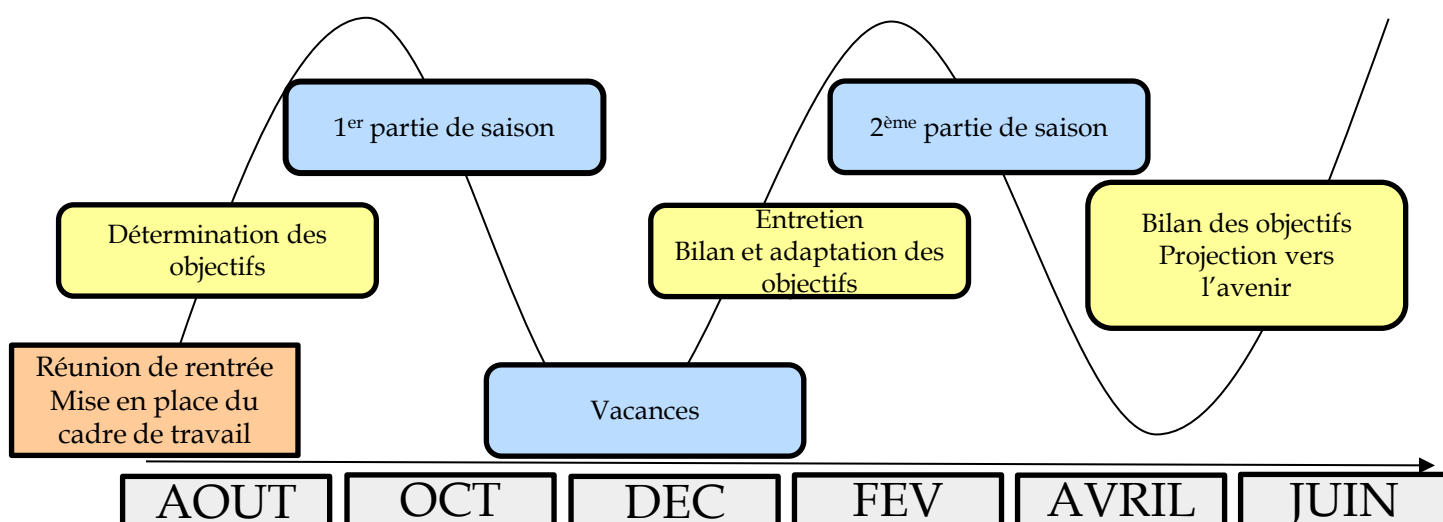 1er partie de saison
2ème partie de saison
Détermination des
objectifs
Entretien
Bilan et adaptation des
objectifs
Bilan des objectifs
Projection vers
l’avenir
Réunion de rentrée
Mise en place du
cadre de travail
Vacances
AOUT
OCT
DEC
FEV
AVRIL
JUIN